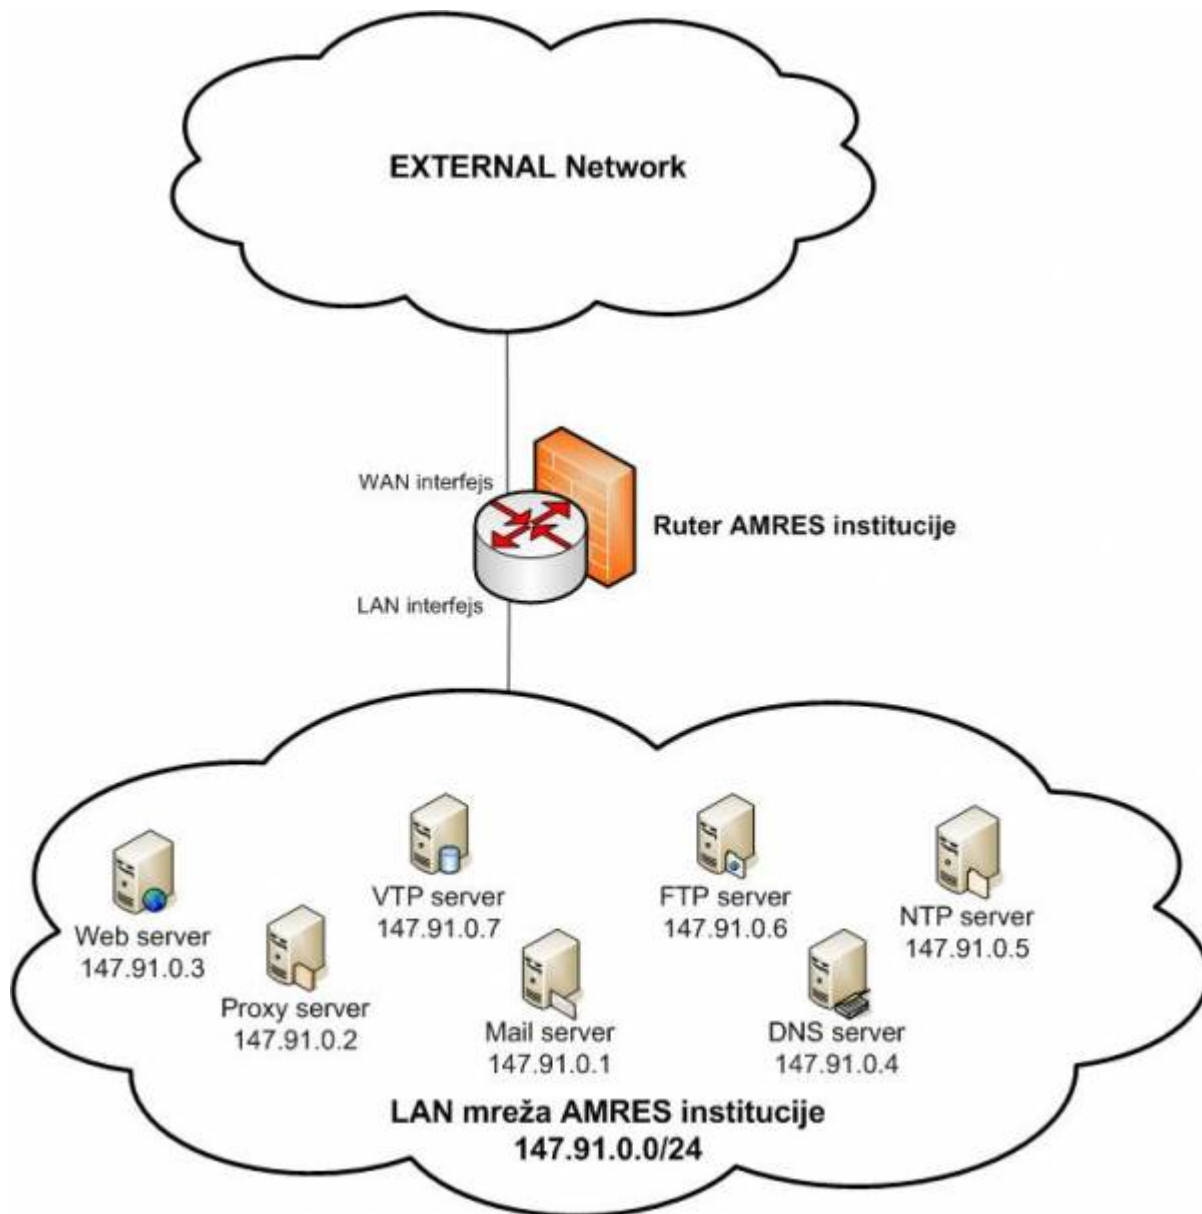 EXTERNAL Network
WAN interfejs
Ruter AMRES institucije
LAN interfejs
VTP server
147.91.0.7
FTP server
147.91.0.6
NTP server
147.91.0.5
Web server
147.91.0.3
Proxy server
147.91.0.2
Mail server
147.91.0.1
DNS server
147.91.0.4
LAN mreža AMRES institucije
147.91.0.0/24